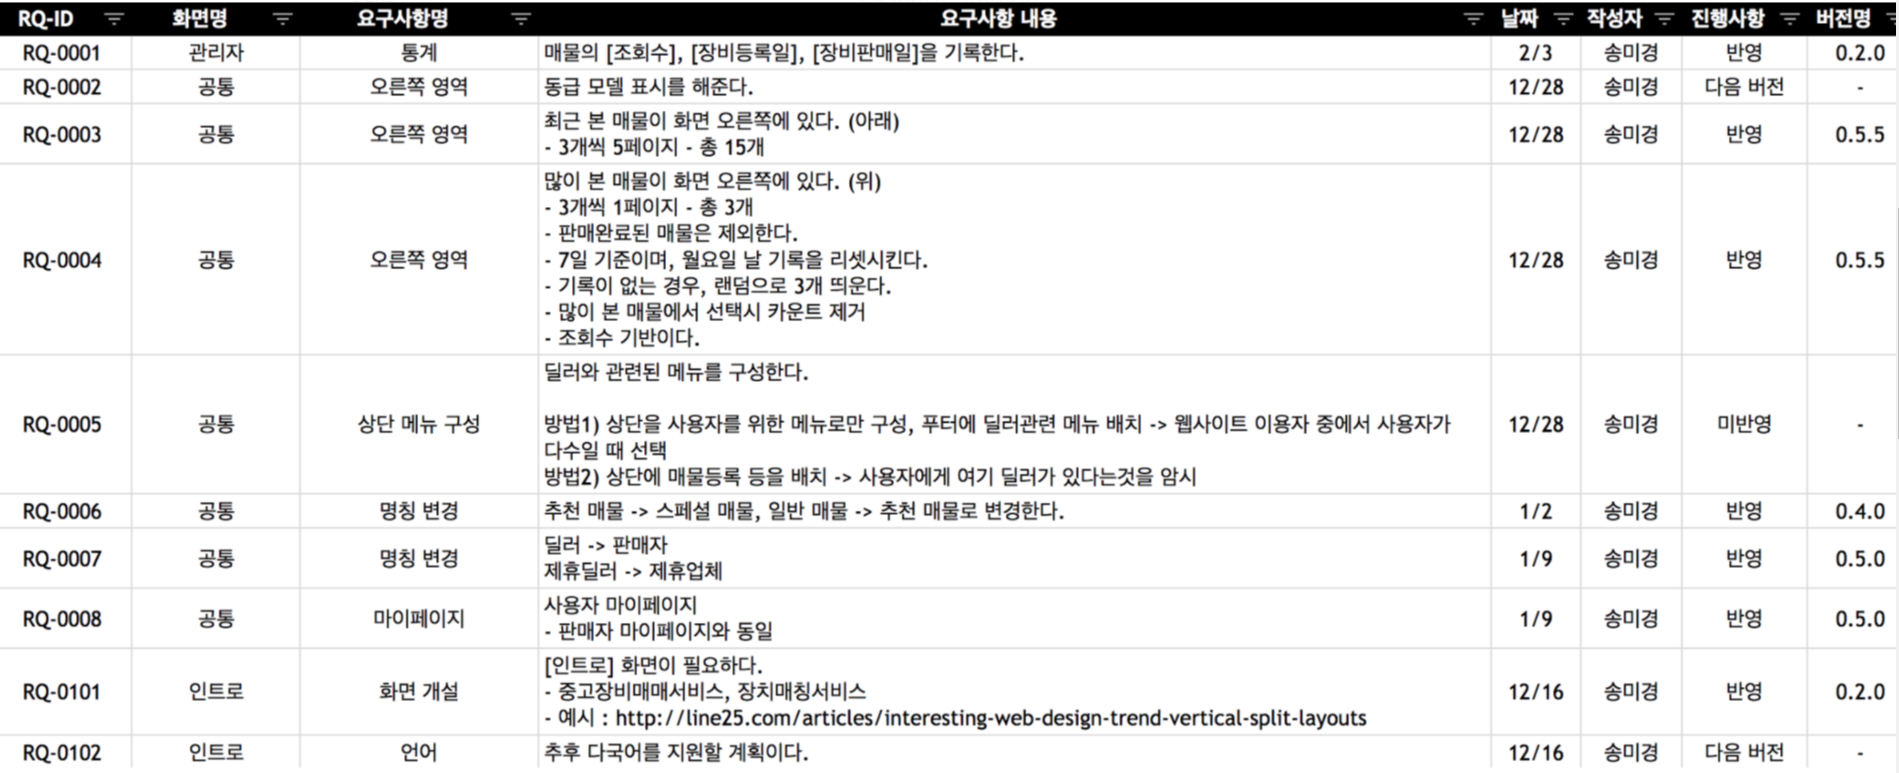 RQ-ID 화면명 요구사항명 요구사항 내용 날짜 작성자 진행사항 버전명
RQ-0001 관리자 통계 매물의 [조회수], [장비등록일], [장비판매일]을 기록한다. 2/3 송미경 반영 0.2.0
RQ-0002 공통 오른쪽 영역 동급 모델 표시를 해준다. 12/28 송미경 다음 버전 -
RQ-0003 공통 오른쪽 영역 최근 본 매물이 화면 오른쪽에 있다. (아래)
- 3개씩 5페이지 - 총 15개
12/28 송미경 반영 0.5.5
RQ-0004 공통 오른쪽 영역 많이 본 매물이 화면 오른쪽에 있다. (위)
- 3개씩 1페이지 - 총 3개
- 판매완료된 매물은 제외한다.
- 7일 기준이며, 월요일 날 기록을 리셋시킨다.
- 기록이 없는 경우, 랜덤으로 3개 띄운다.
- 많이 본 매물에서 선택시 카운트 제거
- 조회수 기반이다.
12/28 송미경 반영 0.5.5
RQ-0005 공통 상단 메뉴 구성 딜러와 관련된 메뉴를 구성한다.
방법1) 상단을 사용자를 위한 메뉴로만 구성, 푸터에 딜러관련 메뉴 배치 -> 웹사이트 이용자 중에서 사용자가
다수일 때 선택
방법2) 상단에 매물등록 등을 배치 -> 사용자에게 여기 딜러가 있다는것을 암시
12/28 송미경 미반영 -
RQ-0006 공통 명칭 변경 추천 매물 -> 스페셜 매물, 일반 매물 -> 추천 매물로 변경한다. 1/2 송미경 반영 0.4.0
RQ-0007 공통 명칭 변경 딜러 -> 판매자
제휴딜러 -> 제휴업체
1/9 송미경 반영 0.5.0
RQ-0008 공통 마이페이지 사용자 마이페이지
- 판매자 마이페이지와 동일
1/9 송미경 반영 0.5.0
RQ-0101 인트로 화면 개설 [인트로] 화면이 필요하다.
- 중고장비매매서비스, 장치매칭서비스
- 예시 : http://line25.com/articles/interesting-web-design-trend-vertical-split-layouts
12/16 송미경 반영 0.2.0
RQ-0102 인트로 언어 추후 다국어를 지원할 계획이다. 12/16 송미경 다음 버전 -